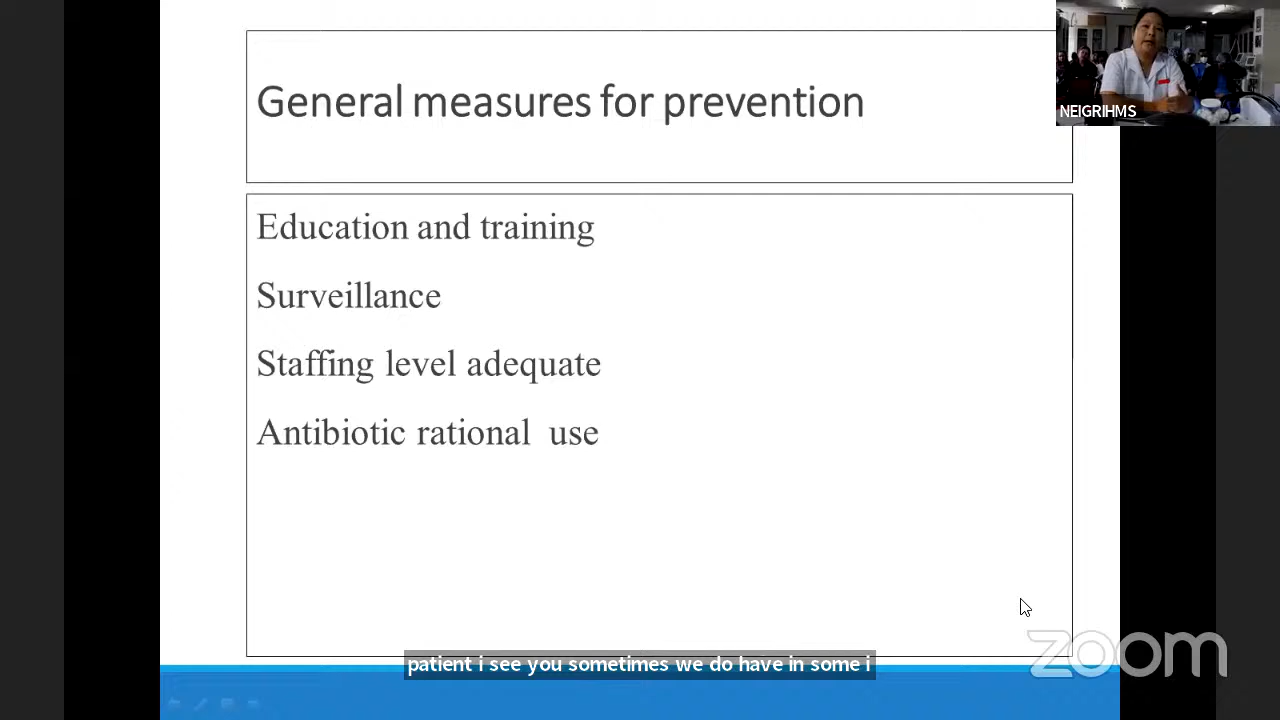 General measures for prevention
NEIGRIHMS
Education and training
Surveillance
Staffing level adequate
Antibiotic rational use
zoom
patient i see you sometimes we do have in some i